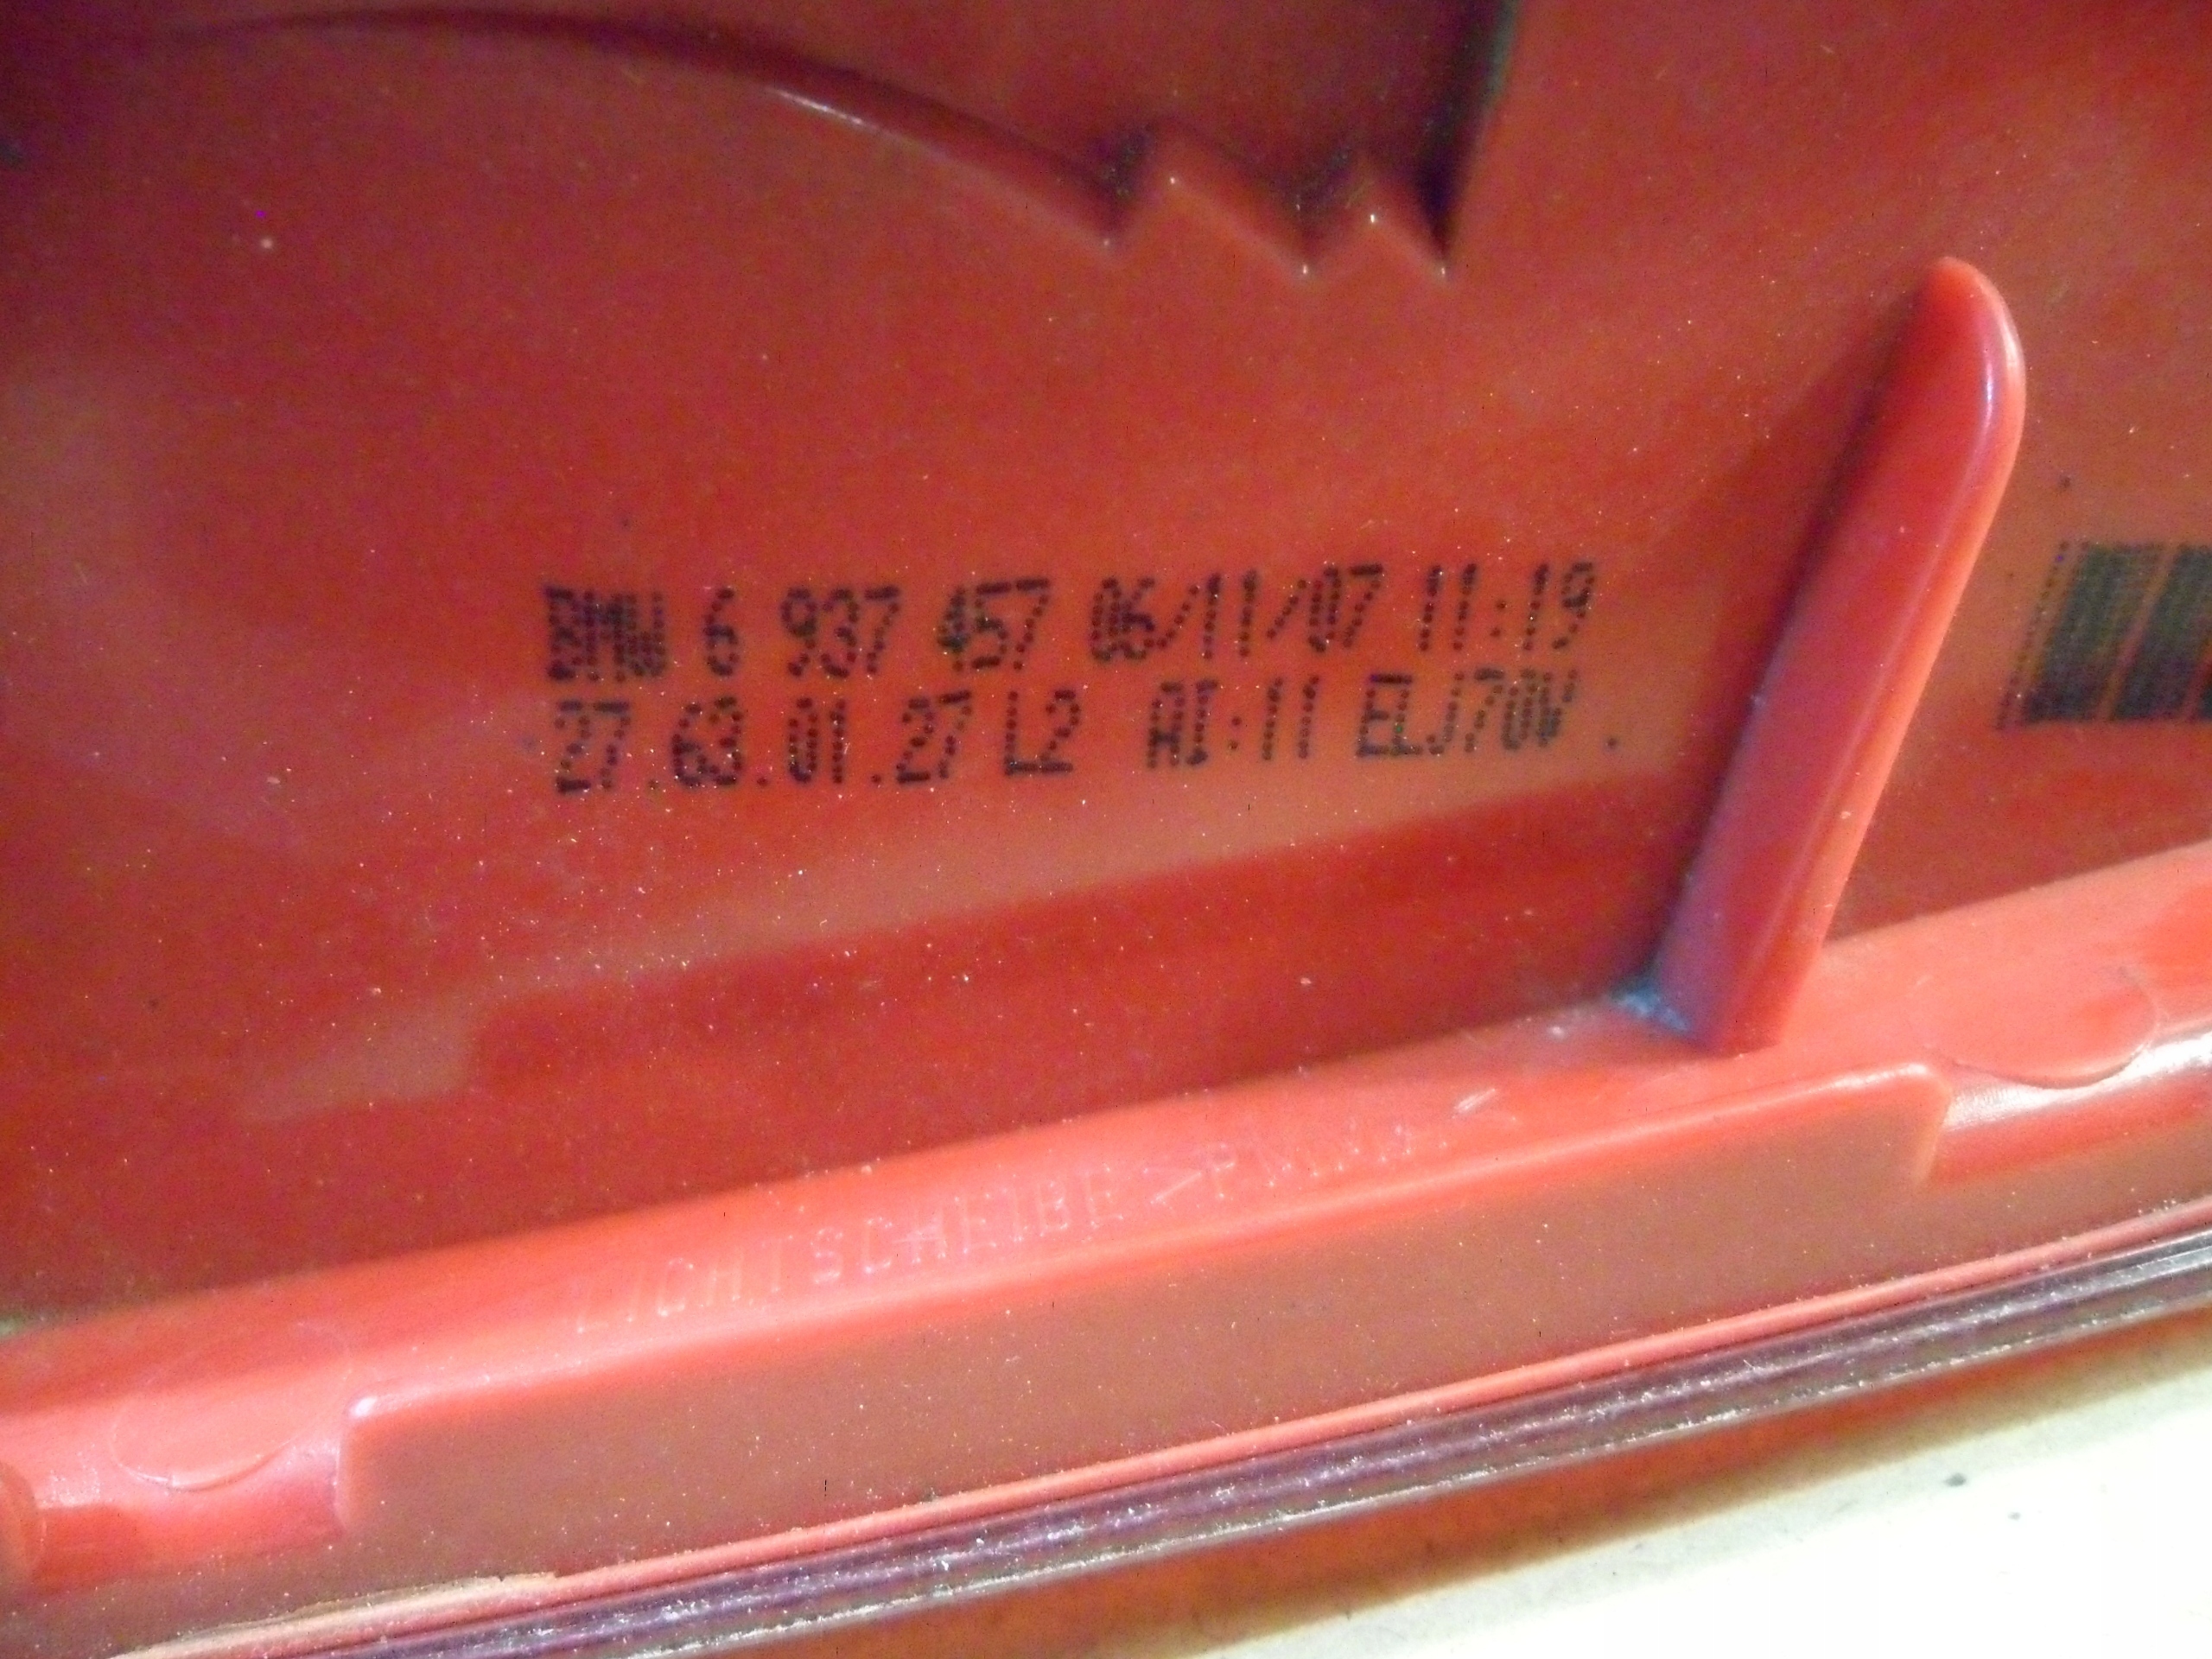 BMW 6 937 457 06/11/07 11:19
27.63.01.27 L2 AI:11 ELJ70V .
LICHTSCHEIBE >PMMA<